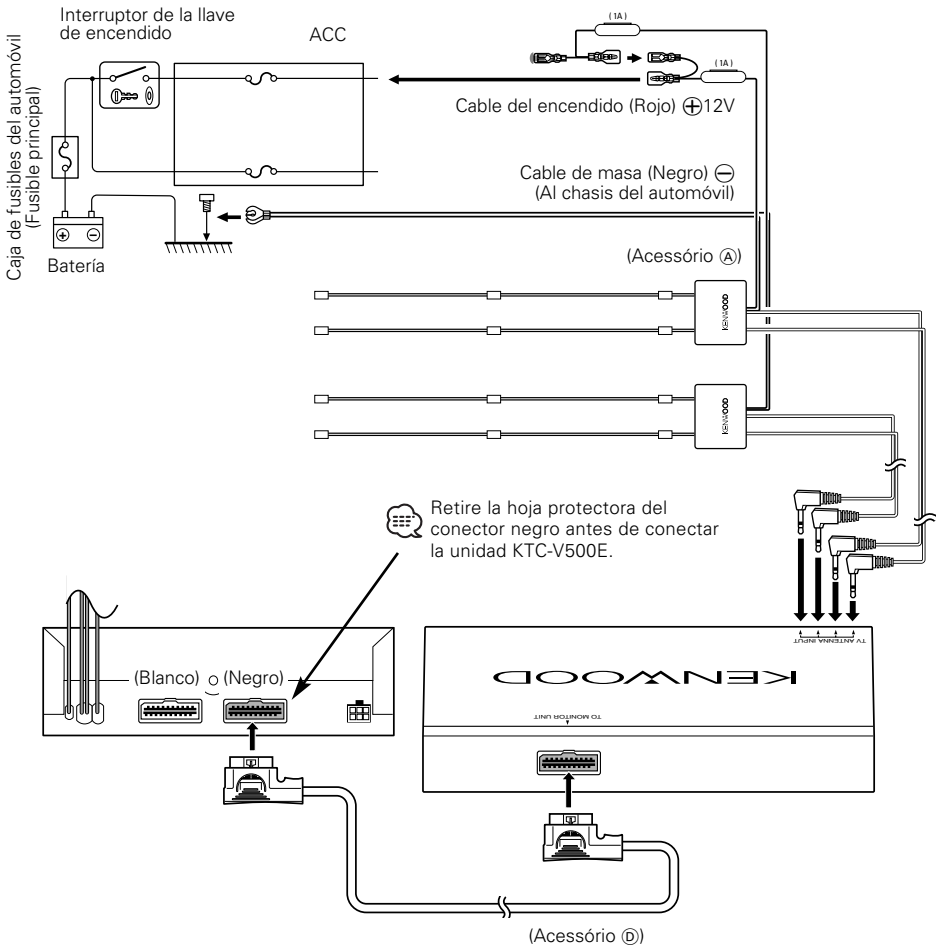 Interruptor de la llave
de encendido
ACC
(1A)
(1A)
Caja de fusibles del automóvil
(Fusible principal)
Cable del encendido (Rojo) ⊕12V
Cable de masa (Negro) ⊖
(Al chasis del automóvil)
⊕ ⊖
Batería
(Acessório Ⓐ)
KENWOOD
KENWOOD
Retire la hoja protectora del
conector negro antes de conectar
la unidad KTC-V500E.
TV ANTENNA INPUT
(Blanco) (Negro)
KENWOOD
TO MONITOR UNIT
(Acessório Ⓓ)